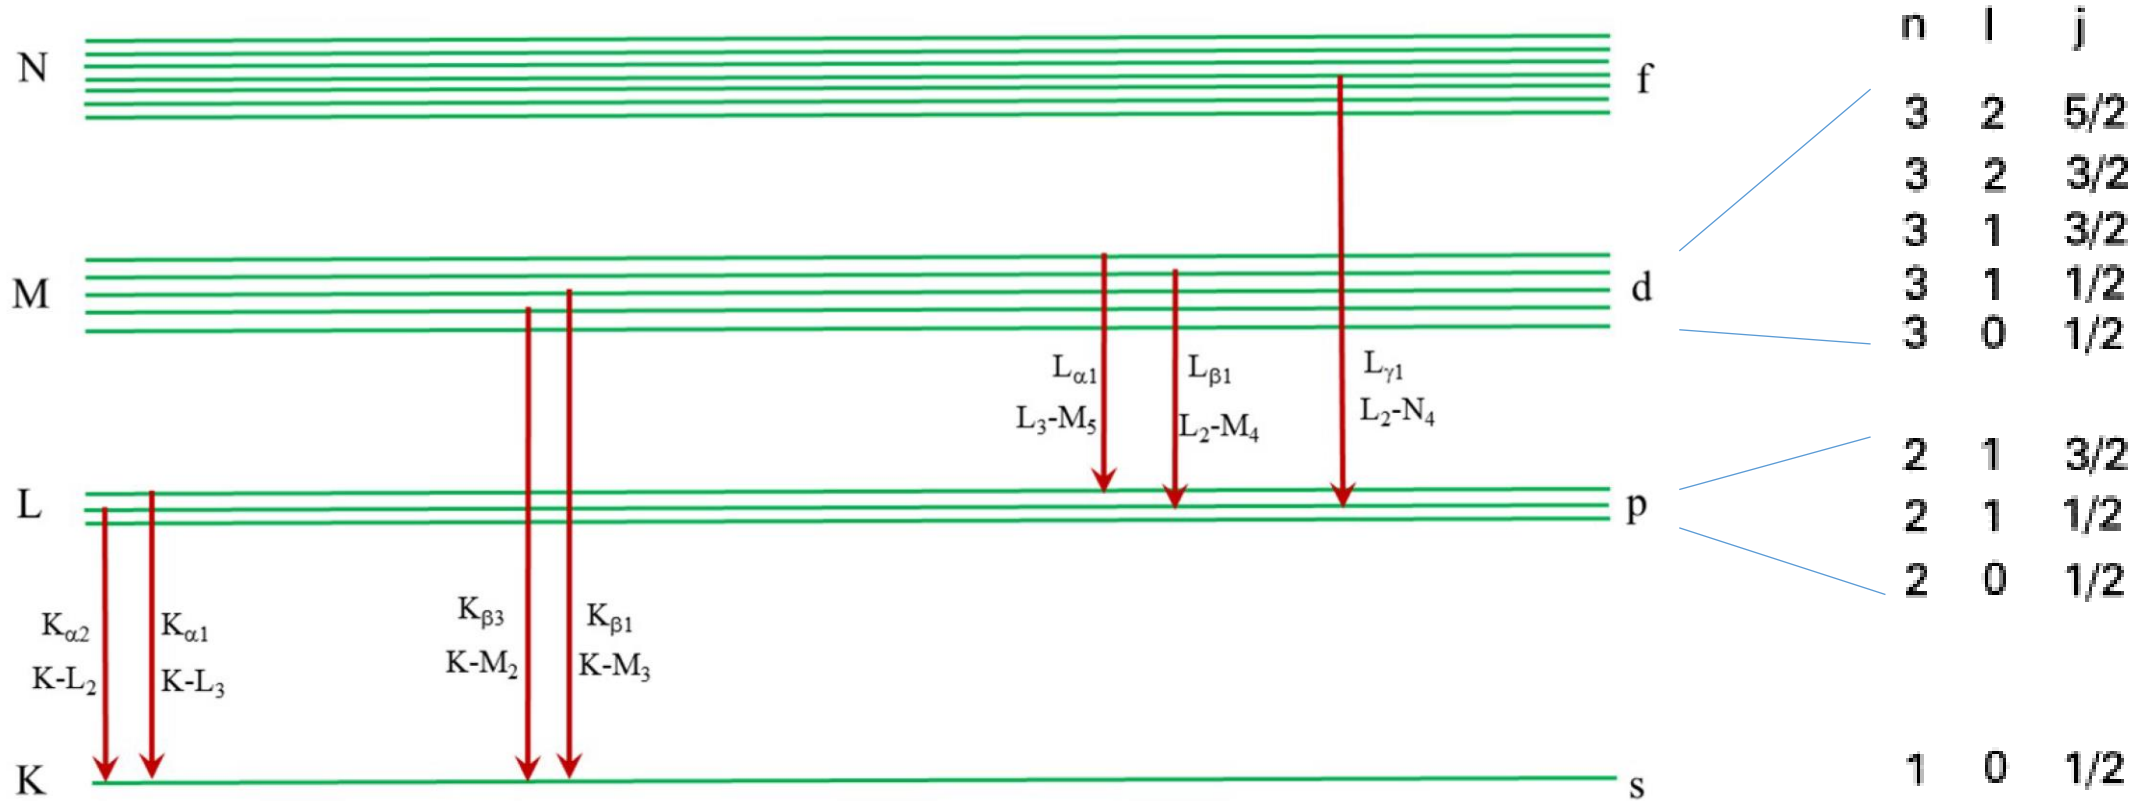 n l j
N
f
3 2 5/2
3 2 3/2
3 1 3/2
M
d
3 1 1/2
3 0 1/2
Lα1
L3-M5
Lβ1
L2-M4
Lγ1
L2-N4
L
p
2 1 3/2
2 1 1/2
2 0 1/2
Kα2
K-L2
Kα1
K-L3
Kβ3
K-M2
Kβ1
K-M3
K
s
1 0 1/2